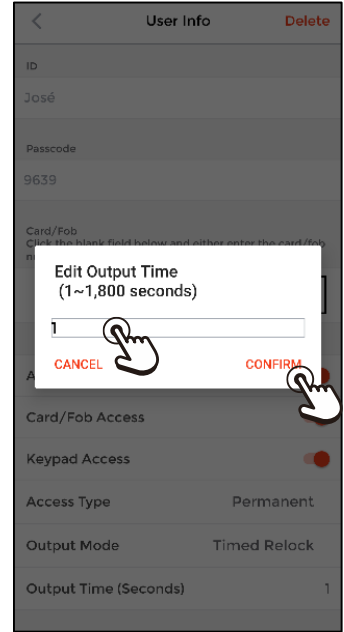 User Info Delete
ID
José
Passcode
9639
Card/Fob
Click the blank field below and either enter the card/fob
Edit Output Time
(1~1,800 seconds)
1
CANCEL CONFIRM
Card/Fob Access
Keypad Access
Access Type Permanent
Output Mode Timed Relock
Output Time (Seconds) 1